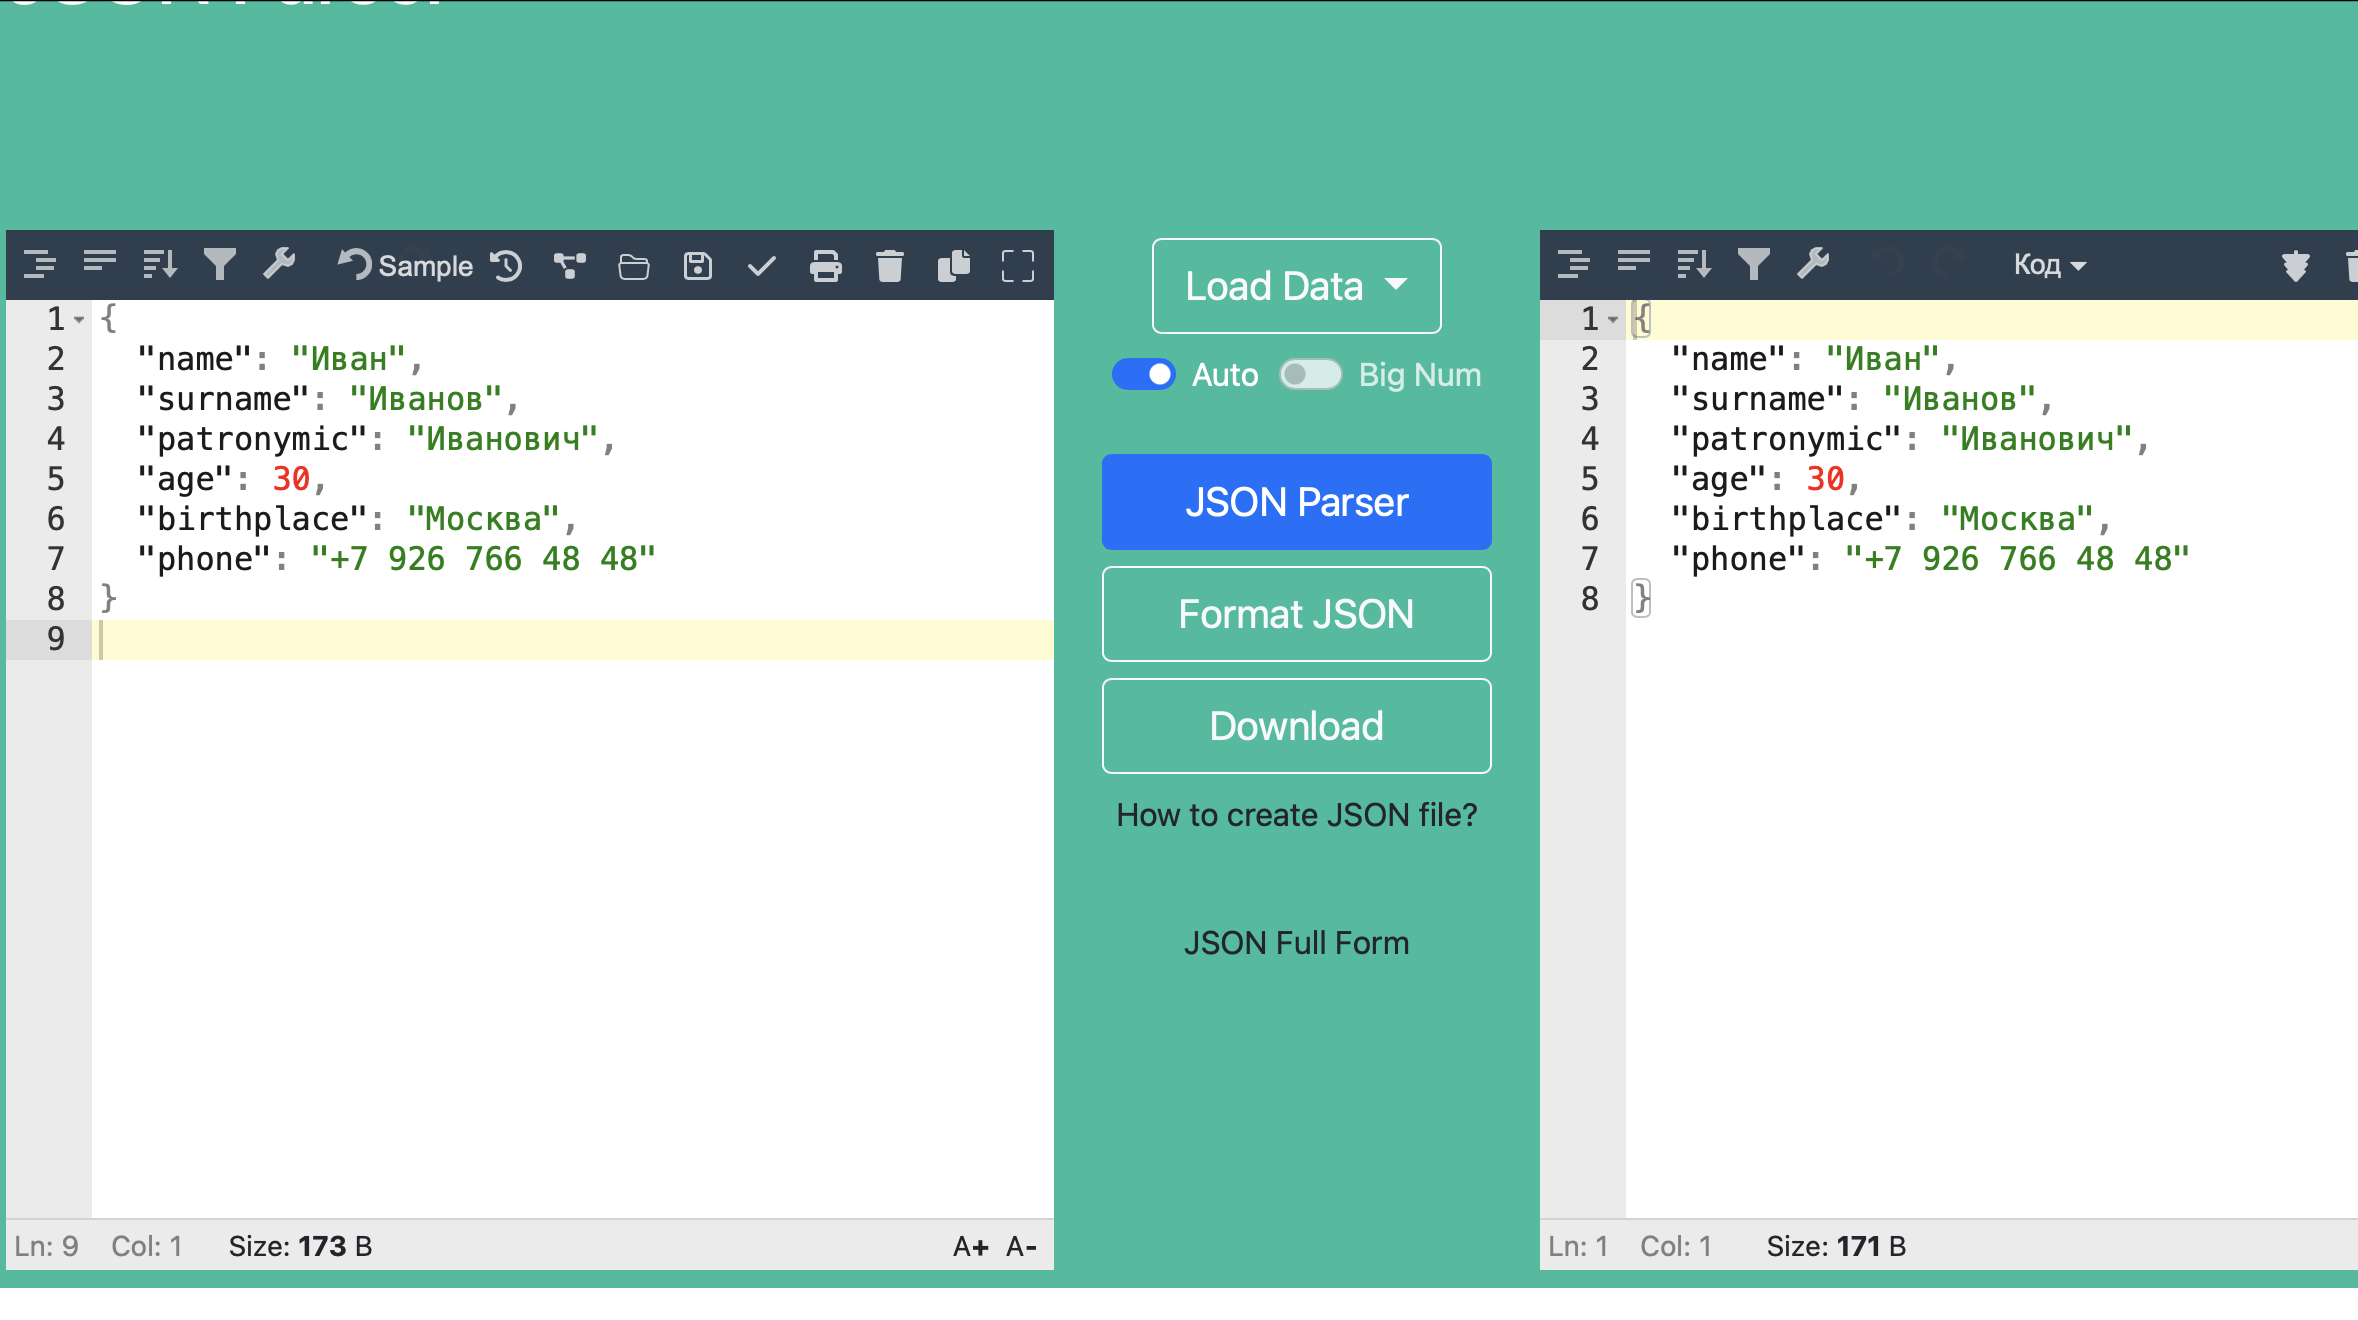 JSON Parser
Sample
1 {
2 "name": "Иван",
3 "surname": "Иванов",
4 "patronymic": "Иванович",
5 "age": 30,
6 "birthplace": "Москва",
7 "phone": "+7 926 766 48 48"
8 }
9
Ln: 9 Col: 1 Size: 173 B A+ A-
Load Data
Auto Big Num
JSON Parser
Format JSON
Download
How to create JSON file?
JSON Full Form
Код
1 {
2 "name": "Иван",
3 "surname": "Иванов",
4 "patronymic": "Иванович",
5 "age": 30,
6 "birthplace": "Москва",
7 "phone": "+7 926 766 48 48"
8 }
Ln: 1 Col: 1 Size: 171 B